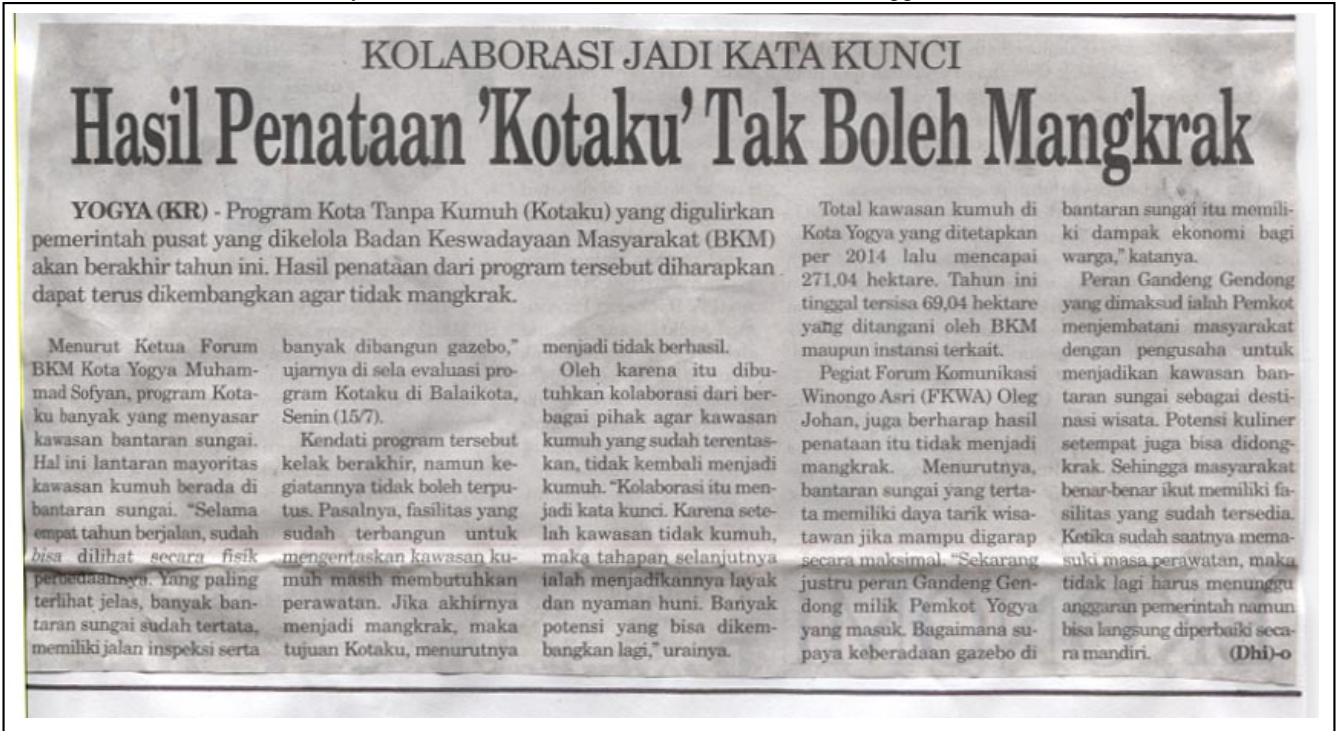 KOLABORASI JADI KATA KUNCI
Hasil Penataan 'Kotaku' Tak Boleh Mangkrak
YOGYA (KR) - Program Kota Tanpa Kumuh (Kotaku) yang digulirkan
pemerintah pusat yang dikelola Badan Keswadayaan Masyarakat (BKM)
akan berakhir tahun ini. Hasil penataan dari program tersebut diharapkan
dapat terus dikembangkan agar tidak mangkrak.
Menurut Ketua Forum
BKM Kota Yogya Muham-
mad Sofyan, program Kota-
ku banyak yang menyasar
kawasan bantaran sungai.
Hal ini lantaran mayoritas
kawasan kumuh berada di
bantaran sungai. "Selama
empat tahun berjalan, sudah
bisa dilihat secara fisik
perbedaannya. Yang paling
terlihat jelas, banyak ban-
taran sungai sudah tertata,
memiliki jalan inspeksi serta
banyak dibangun gazebo,"
ujarnya di sela evaluasi pro-
gram Kotaku di Balaikota,
Senin (15/7).
Kendati program tersebut
kelak berakhir, namun ke-
giatannya tidak boleh terpu-
tus. Pasalnya, fasilitas yang
sudah terbangun untuk
mengentaskan kawasan ku-
muh masih membutuhkan
perawatan. Jika akhirnya
menjadi mangkrak, maka
tujuan Kotaku, menurutnya
menjadi tidak berhasil.
Oleh karena itu dibu-
tuhkan kolaborasi dari ber-
bagai pihak agar kawasan
kumuh yang sudah terentas-
kan, tidak kembali menjadi
kumuh. "Kolaborasi itu men-
jadi kata kunci. Karena sete-
lah kawasan tidak kumuh,
maka tahapan selanjutnya
ialah menjadikannya layak
dan nyaman huni. Banyak
potensi yang bisa dikem-
bangkan lagi," urainya.
Total kawasan kumuh di
Kota Yogya yang ditetapkan
per 2014 lalu mencapai
271,04 hektare. Tahun ini
tinggal tersisa 69,04 hektare
yang ditangani oleh BKM
maupun instansi terkait.
Pegiat Forum Komunikasi
Winongo Asri (FKWA) Oleg
Johan, juga berharap hasil
penataan itu tidak menjadi
mangkrak. Menurutnya,
bantaran sungai yang terta-
ta memiliki daya tarik wisa-
tawan jika mampu digarap
secara maksimal. "Sekarang
justru peran Gandeng Gen-
dong milik Pemkot Yogya
yang masuk. Bagaimana su-
paya keberadaan gazebo di
bantaran sungai itu memili-
ki dampak ekonomi bagi
warga," katanya.
Peran Gandeng Gendong
yang dimaksud ialah Pemkot
menjembatani masyarakat
dengan pengusaha untuk
menjadikan kawasan ban-
taran sungai sebagai desti-
nasi wisata. Potensi kuliner
setempat juga bisa didong-
krak. Sehingga masyarakat
benar-benar ikut memiliki fa-
silitas yang sudah tersedia.
Ketika sudah saatnya mema-
suki masa perawatan, maka
tidak lagi harus menunggu
anggaran pemerintah namun
bisa langsung diperbaiki seca-
ra mandiri. (Dhi)-o